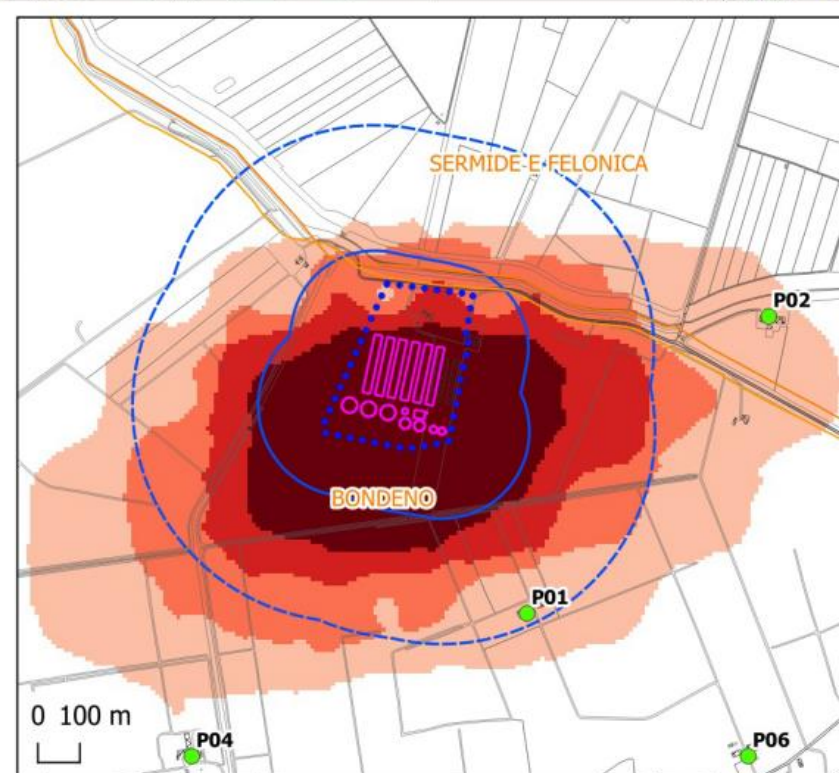 SERMIDE E FELONICA
P02
BONDENO
P01
0 100 m
P04
P06